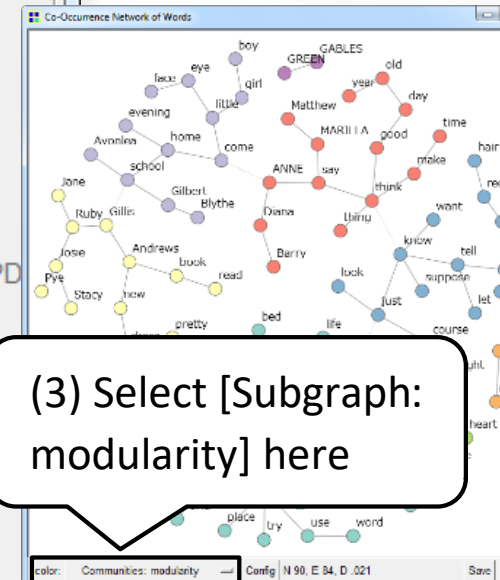 Co-Occurrence Network of Words
boy
GABLES
GREEN
old
eye
face
year
girl
day
little
Matthew
evening
time
MARILLA
good
Avonlea
home
hair
come
make
school
ANNE
say
Jane
think
Gilbert
want
Blythe
Diana
thing
Ruby
Gillis
know
tell
Josie
Andrews
Barry
book
look
suppose
Pye
read
let
Stacy
new
just
bed
life
pretty
course
(3) Select [Subgraph:
modularity] here
heart
place
try
use
word
color:
Communities: modularity
Config
N 90, E 84, D .021
Save